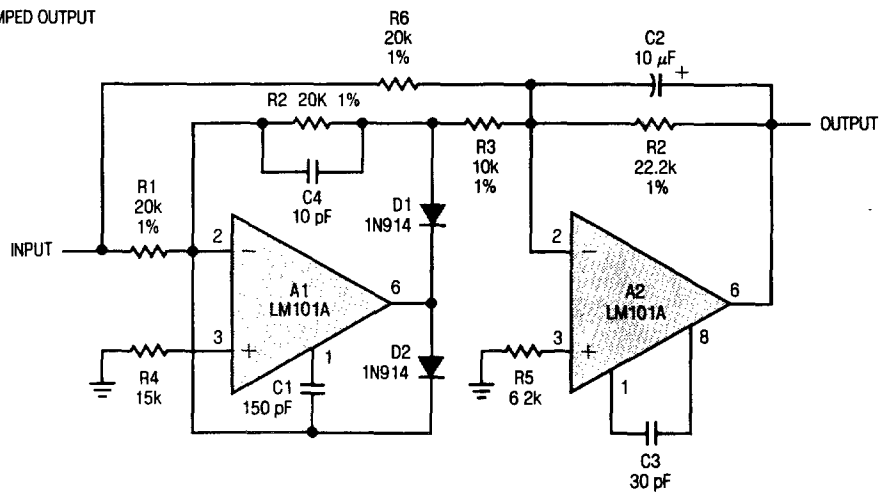 MPED OUTPUT
R6
20k
1%
C2
10 μF
+
R2 20K 1%
C4
10 pF
R3
10k
1%
R2
22.2k
1%
OUTPUT
R1
20k
1%
INPUT
D1
1N914
2
−
A1
LM101A
6
3
+
1
R4
15k
C1
150 pF
D2
1N914
2
−
A2
LM101A
6
8
3
+
1
R5
6 2k
C3
30 pF